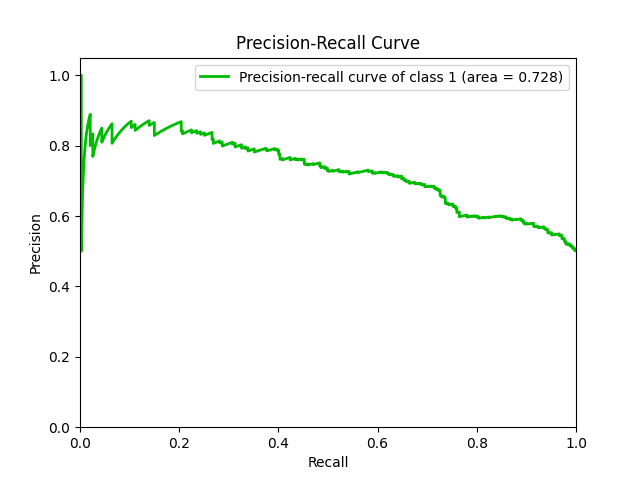 Precision-Recall Curve
Precision-recall curve of class 1 (area = 0.728)
1.0
0.8
0.6
0.4
0.2
0.0
Precision
0.0 0.2 0.4 0.6 0.8 1.0
Recall